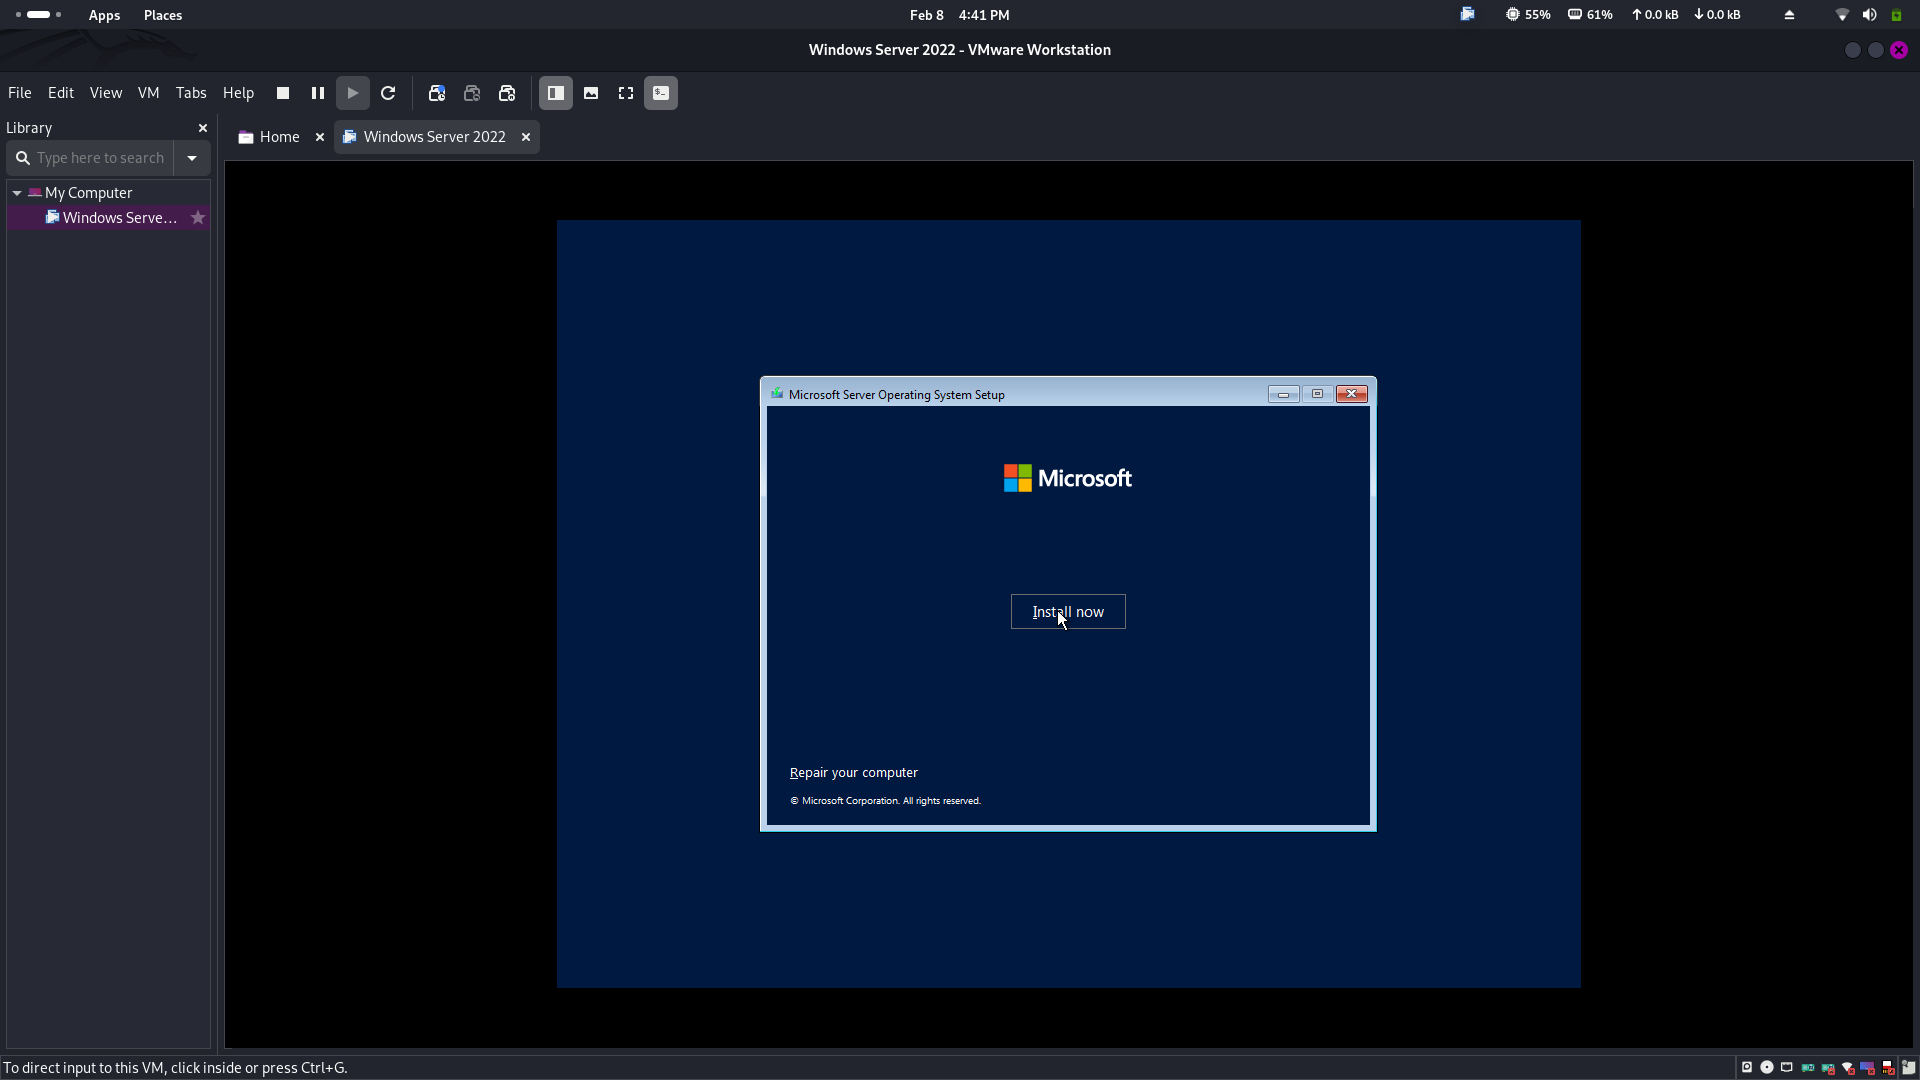 Apps Places Feb 8 4:41 PM 55% 61% 0.0 kB 0.0 kB
Windows Server 2022 - VMware Workstation
File Edit View VM Tabs Help
Library
Home Windows Server 2022
Type here to search
My Computer
Windows Serve...
Microsoft Server Operating System Setup
Microsoft
Install now
Repair your computer
© Microsoft Corporation. All rights reserved.
To direct input to this VM, click inside or press Ctrl+G.